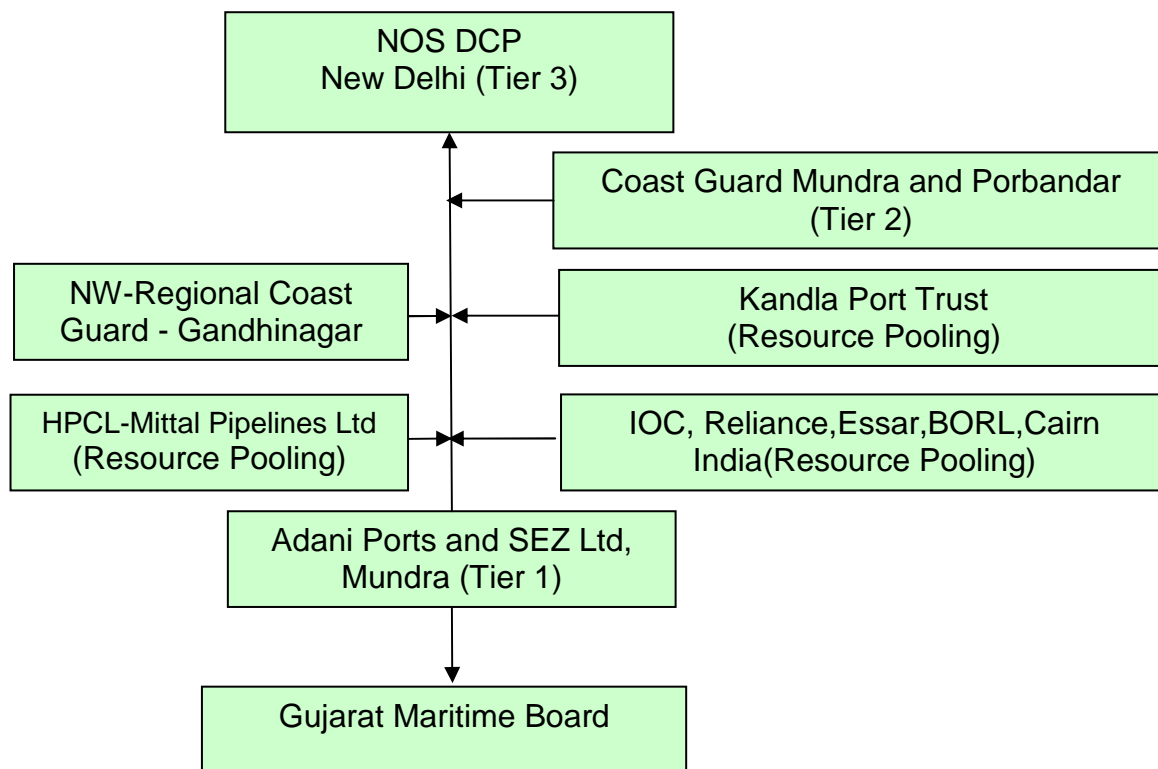 NOS DCP
New Delhi (Tier 3)
Coast Guard Mundra and Porbandar
(Tier 2)
NW-Regional Coast
Guard - Gandhinagar
Kandla Port Trust
(Resource Pooling)
HPCL-Mittal Pipelines Ltd
(Resource Pooling)
IOC, Reliance,Essar,BORL,Cairn
India(Resource Pooling)
Adani Ports and SEZ Ltd,
Mundra (Tier 1)
Gujarat Maritime Board